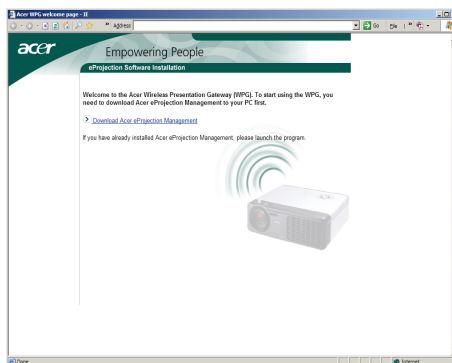 Acer WPG welcome page - II
Address
Go
acer
Empowering People
eProjection Software Installation
Welcome to the Acer Wireless Presentation Gateway (WPG). To start using the WPG, you
need to download Acer eProjection Management to your PC first.
Download Acer eProjection Management
If you have already installed Acer eProjection Management, please launch the program.
Done
Internet